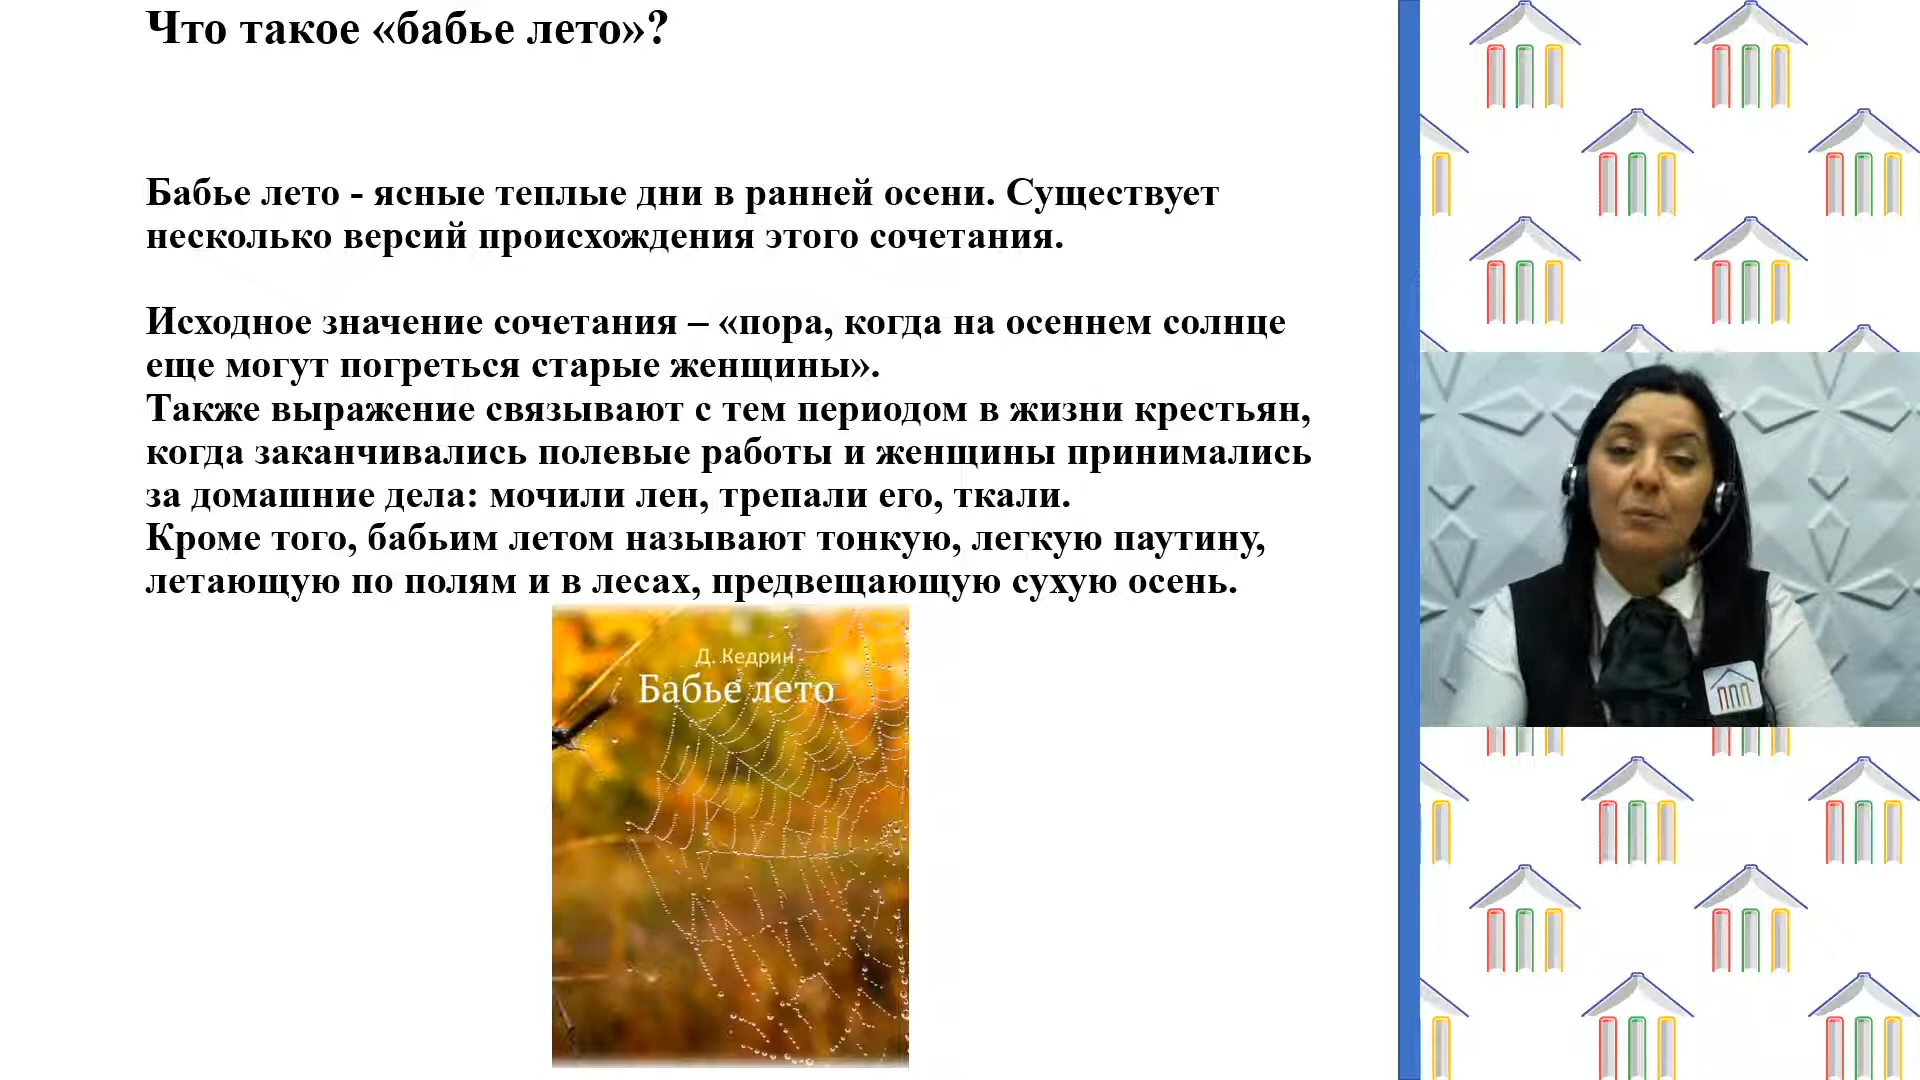 Что такое «бабье лето»?
Бабье лето - ясные теплые дни в ранней осени. Существует
несколько версий происхождения этого сочетания.
Исходное значение сочетания – «пора, когда на осеннем солнце
еще могут погреться старые женщины».
Также выражение связывают с тем периодом в жизни крестьян,
когда заканчивались полевые работы и женщины принимались
за домашние дела: мочили лен, трепали его, ткали.
Кроме того, бабьим летом называют тонкую, легкую паутину,
летающую по полям и в лесах, предвещающую сухую осень.
Д. Кедрин
Бабье лето